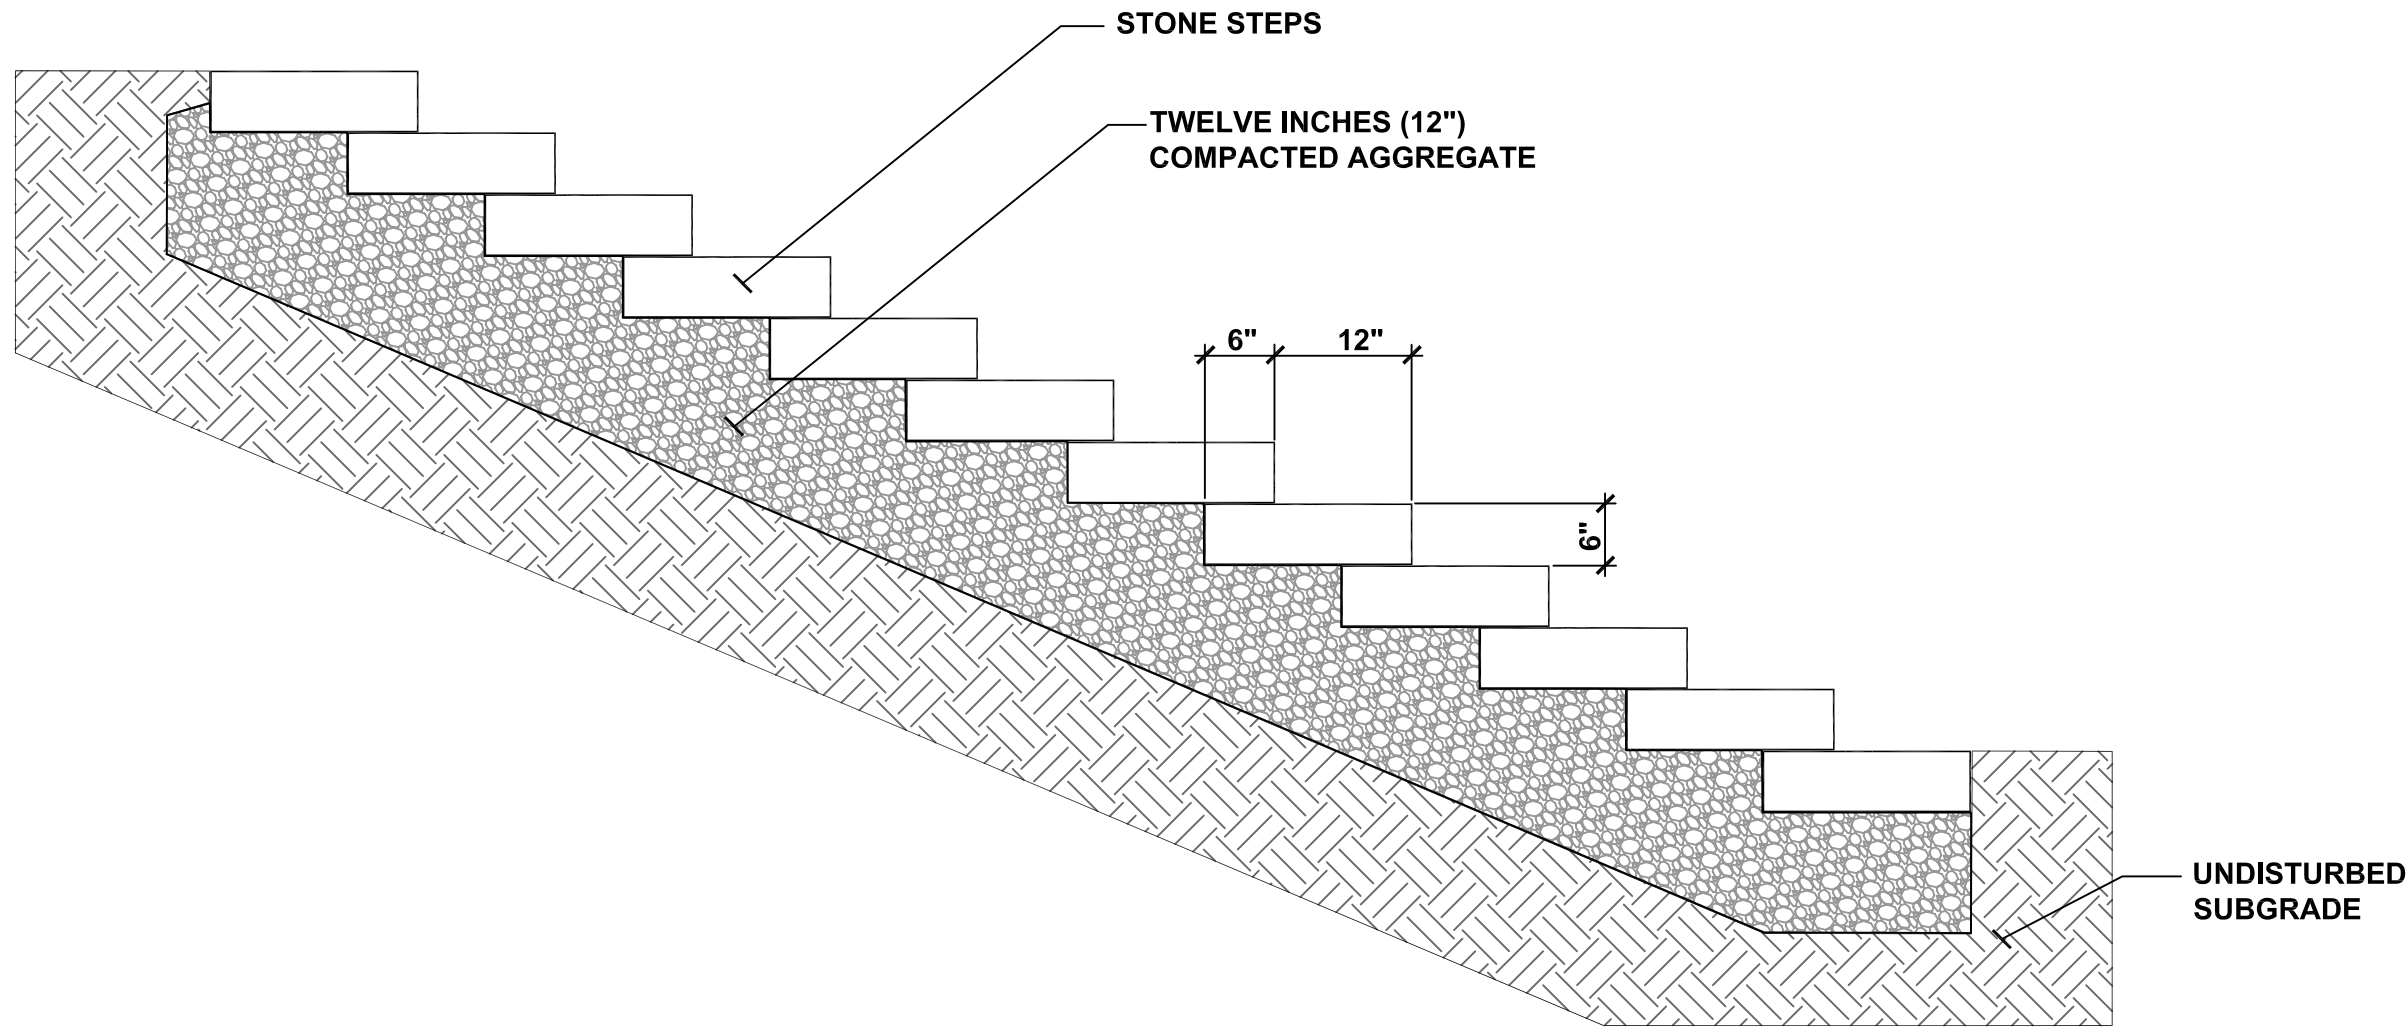 STONE STEPS
TWELVE INCHES (12")
COMPACTED AGGREGATE
6"
12"
6"
UNDISTURBED
SUBGRADE